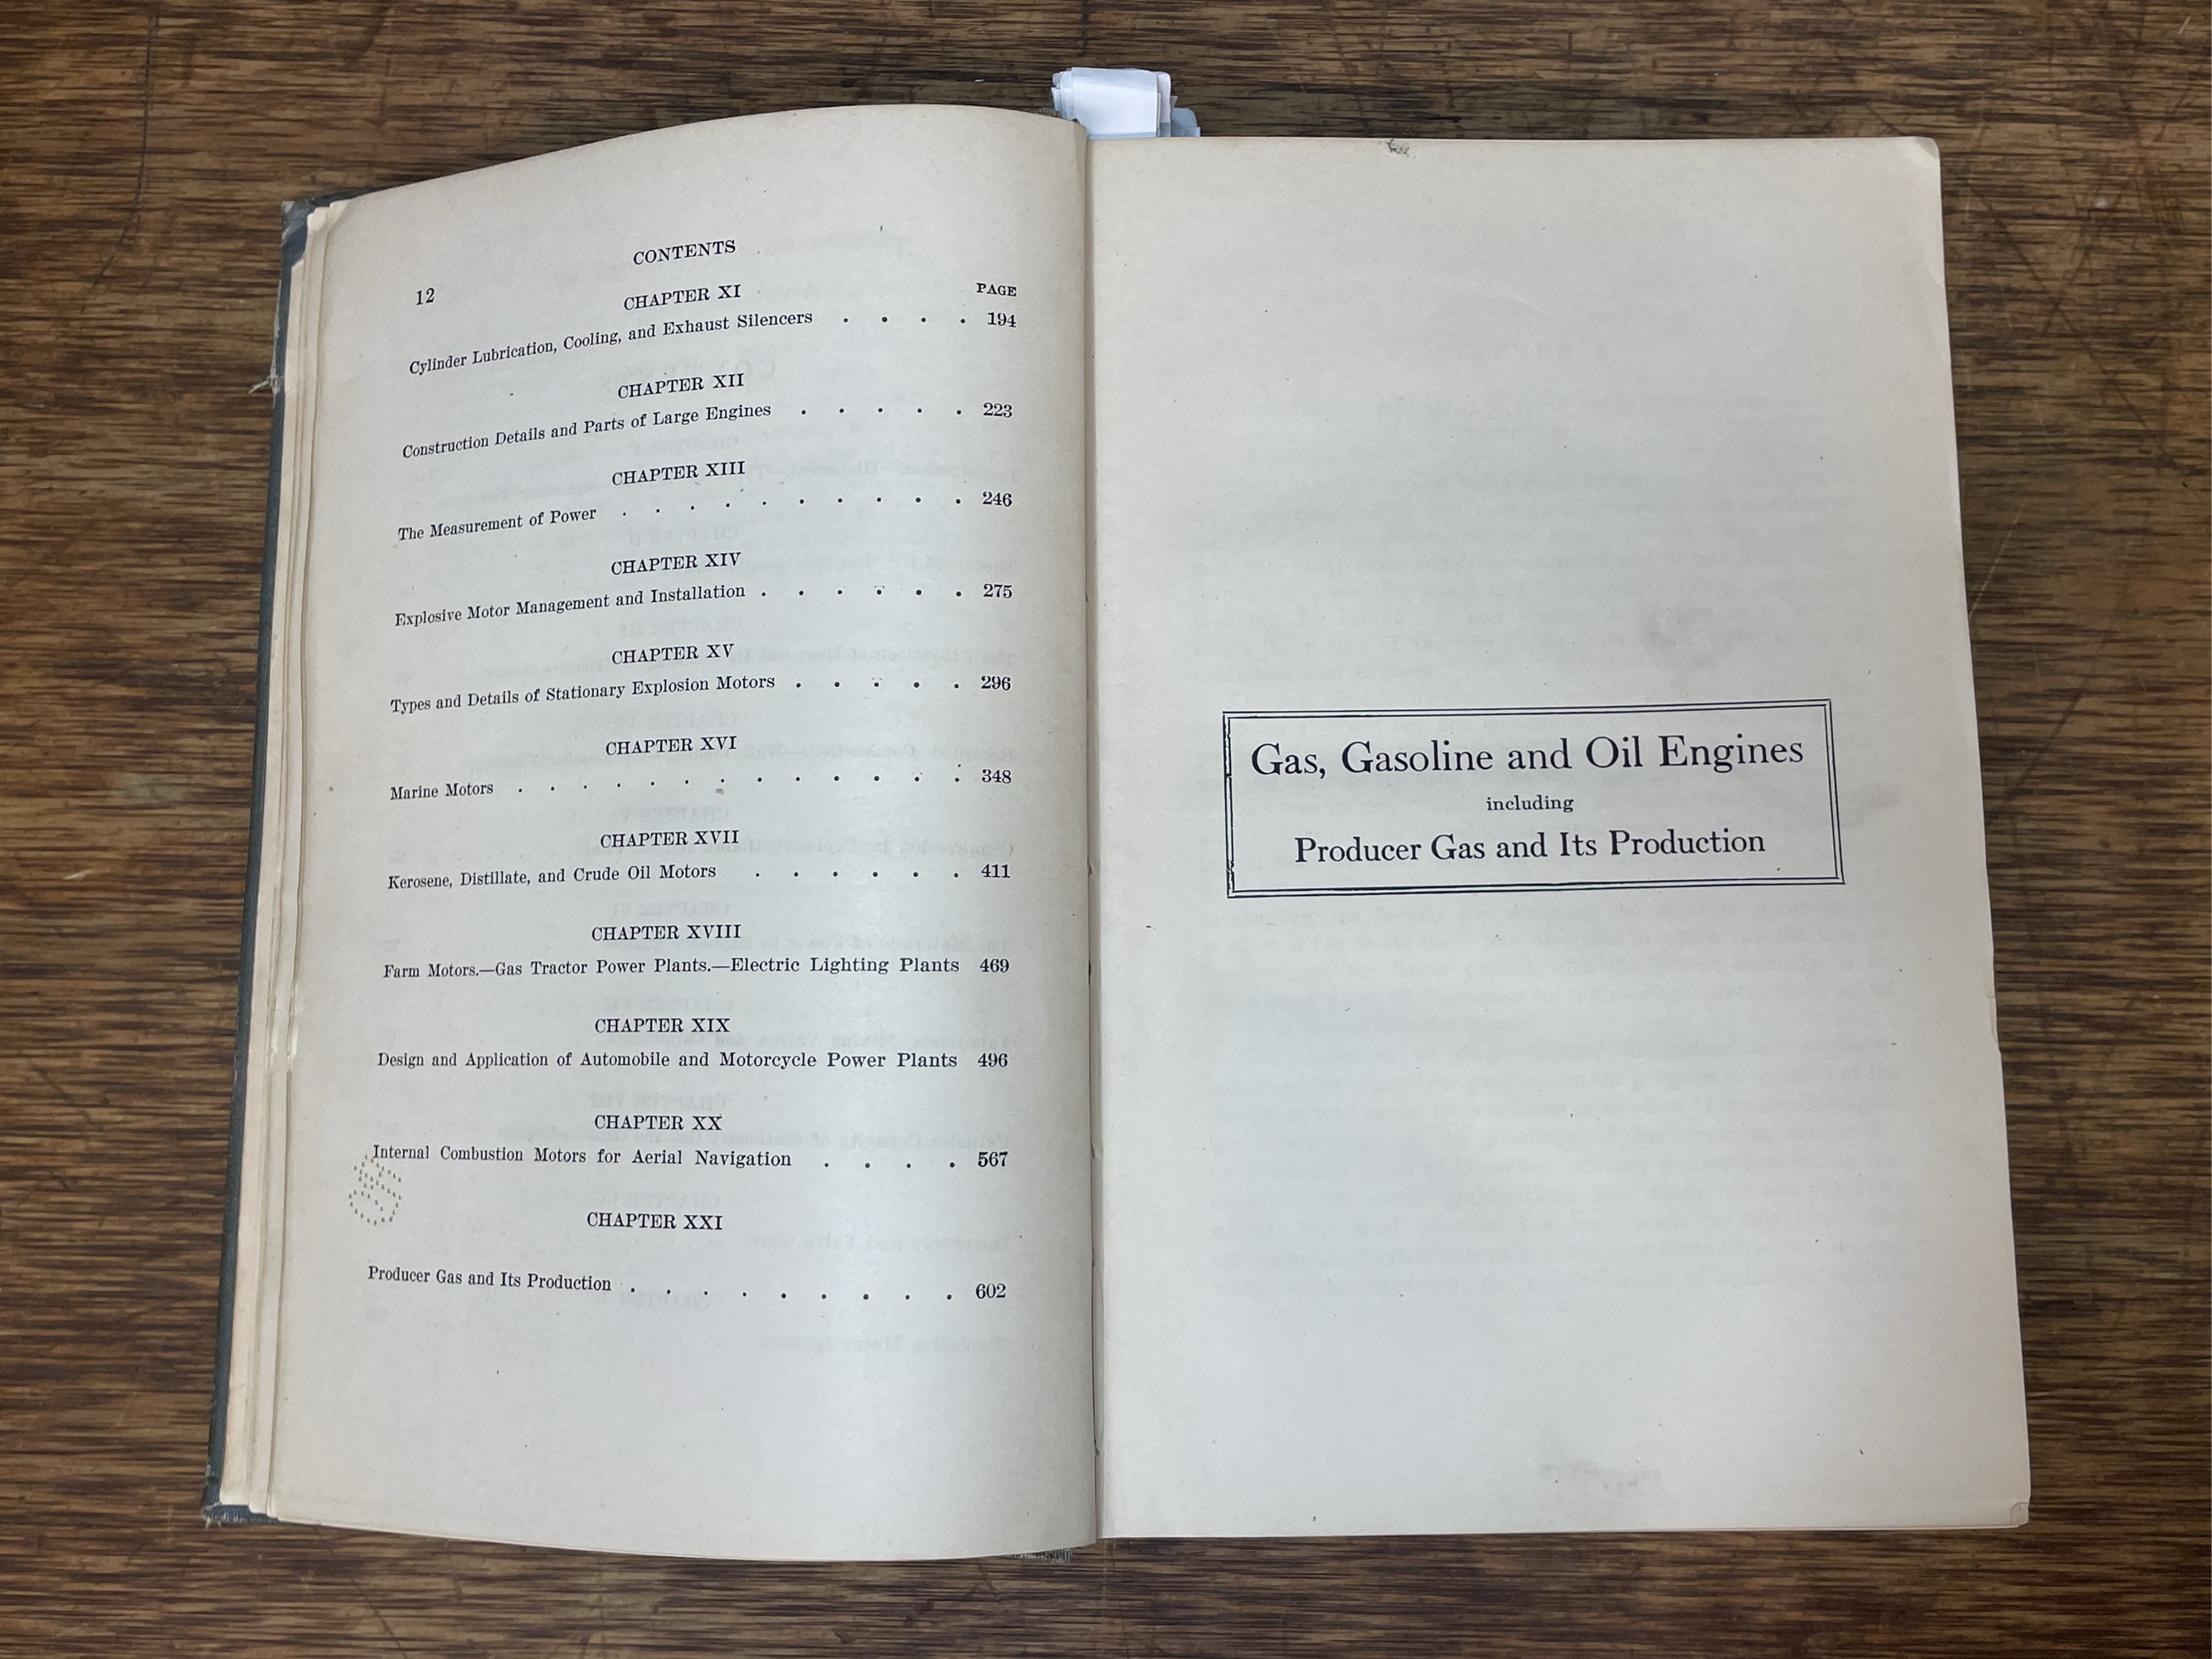 CONTENTS
12
CHAPTER XI
PAGE
Cylinder Lubrication, Cooling, and Exhaust Silencers . . . . 194
CHAPTER XII
Construction Details and Parts of Large Engines . . . . . 223
CHAPTER XIII
The Measurement of Power . . . . . . . . . . 246
CHAPTER XIV
Explosive Motor Management and Installation . . . . . . 275
CHAPTER XV
Types and Details of Stationary Explosion Motors . . . . . 296
CHAPTER XVI
Marine Motors . . . . . . . . . . . . . 348
CHAPTER XVII
Kerosene, Distillate, and Crude Oil Motors . . . . . . 411
CHAPTER XVIII
Farm Motors.—Gas Tractor Power Plants.—Electric Lighting Plants 469
CHAPTER XIX
Design and Application of Automobile and Motorcycle Power Plants 496
CHAPTER XX
Internal Combustion Motors for Aerial Navigation . . . . 567
CHAPTER XXI
Producer Gas and Its Production . . . . . . . . . 602
Gas, Gasoline and Oil Engines
including
Producer Gas and Its Production